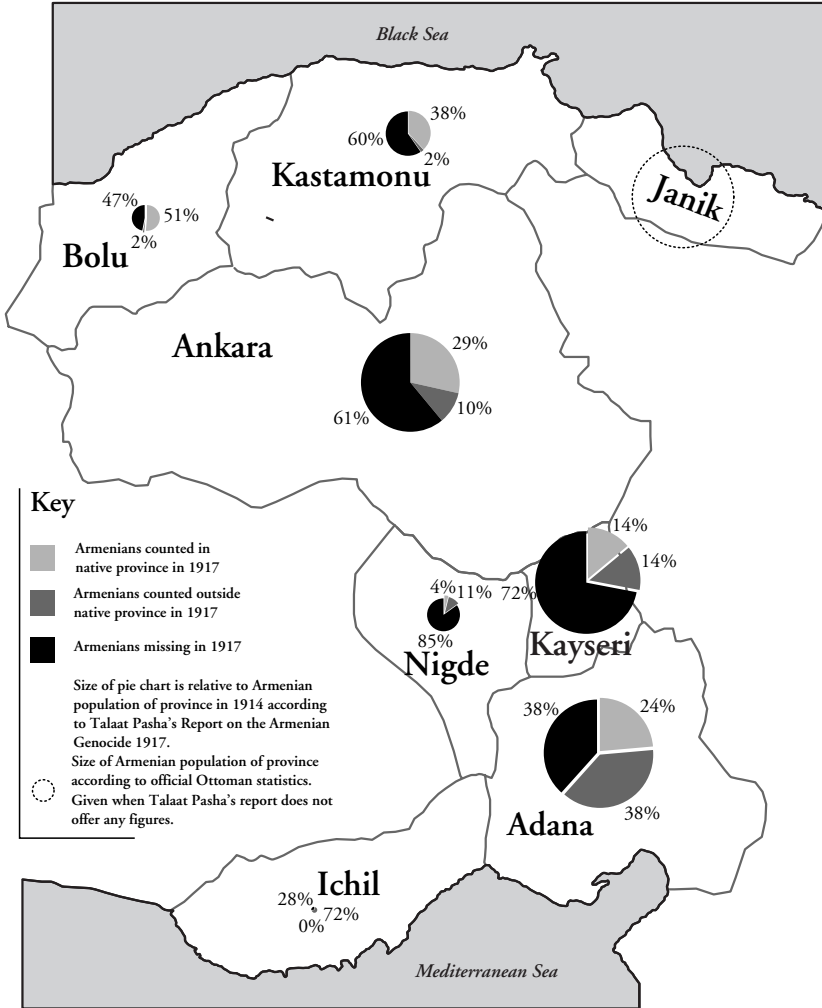 Black Sea
38%
60%
2%
Kastamonu
Janik
47%
51%
2%
Bolu
Ankara
29%
10%
61%
Key
Armenians counted in
native province in 1917
Armenians counted outside
native province in 1917
Armenians missing in 1917
Size of pie chart is relative to Armenian
population of province in 1914 according
to Talaat Pasha's Report on the Armenian
Genocide 1917.
Size of Armenian population of province
according to official Ottoman statistics.
Given when Talaat Pasha's report does not
offer any figures.
14%
14%
72%
Kayseri
4%
11%
85%
Nigde
38%
24%
38%
Adana
Ichil
28%
72%
0%
Mediterranean Sea